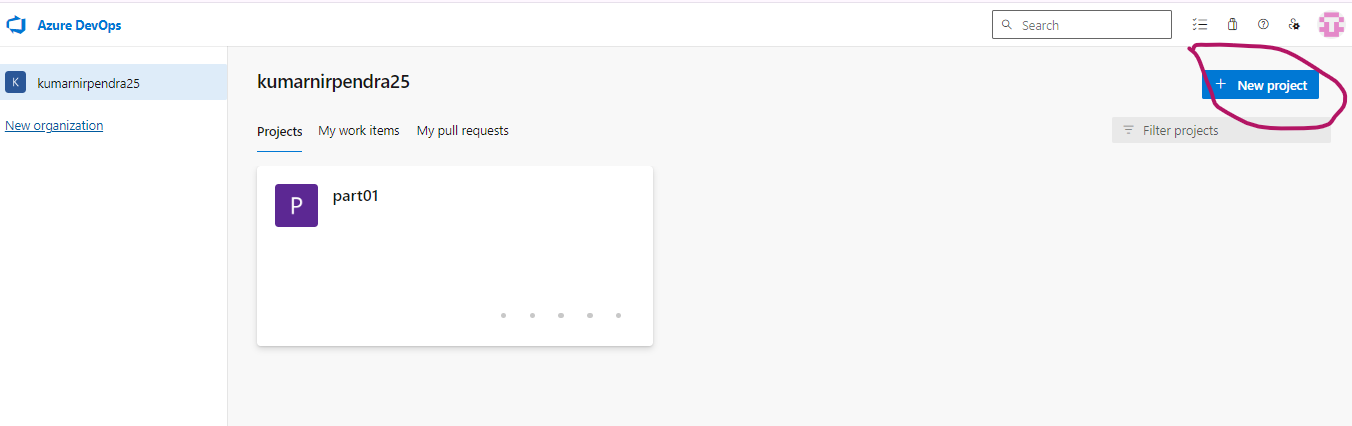 Azure DevOps
Search
K
kumarnirpendra25
New organization
kumarnirpendra25
+ New project
Projects
My work items
My pull requests
Filter projects
P
part01